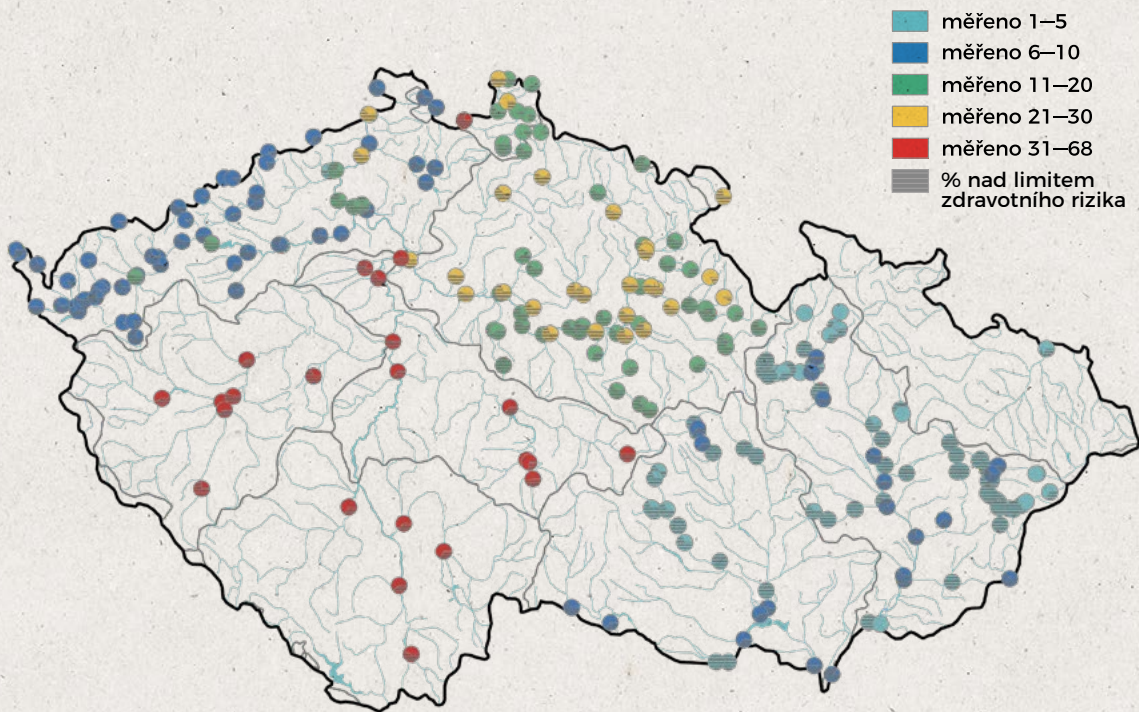 měřeno 1—5
měřeno 6—10
měřeno 11—20
měřeno 21—30
měřeno 31—68
% nad limitem
zdravotního rizika